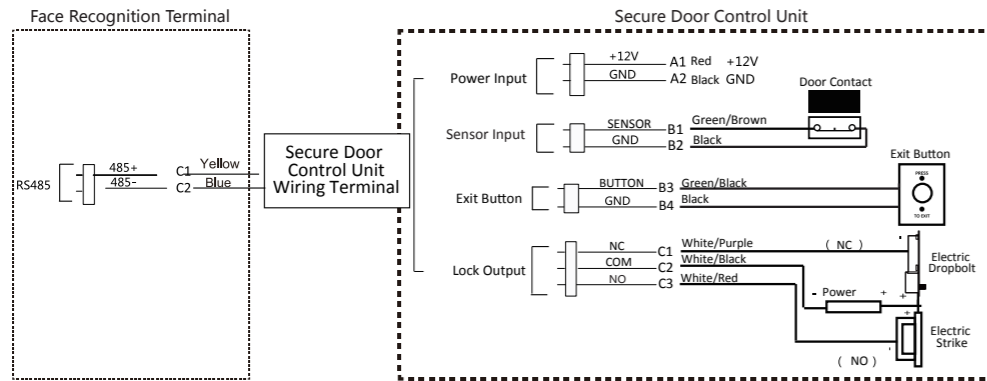 Face Recognition Terminal
Secure Door Control Unit
RS485
485+
C1
Yellow
485-
C2
Blue
Secure Door
Control Unit
Wiring Terminal
Power Input
+12V
A1 Red +12V
GND
A2 Black GND
Door Contact
Sensor Input
SENSOR
B1
Green/Brown
GND
B2
Black
Exit Button
Exit Button
BUTTON
B3
Green/Black
GND
B4
Black
PRESS
TO EXIT
Lock Output
NC
C1
White/Purple
( NC )
COM
C2
White/Black
NO
C3
White/Red
Electric
Dropbolt
- Power +
+
+
-
-
Electric
Strike
( NO )